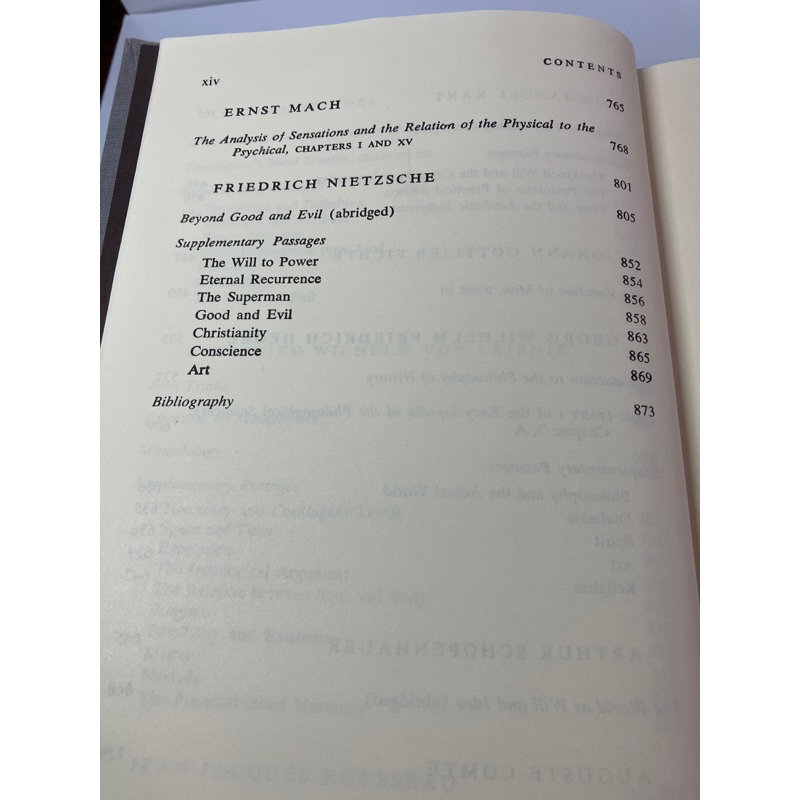 xiv
CONTENTS
ERNST MACH 765
The Analysis of Sensations and the Relation of the Physical to the
Psychical, CHAPTERS I AND XV 768
FRIEDRICH NIETZSCHE 801
Beyond Good and Evil (abridged) 805
Supplementary Passages
The Will to Power 852
Eternal Recurrence 854
The Superman 856
Good and Evil 858
Christianity 863
Conscience 865
Art 869
Bibliography 873